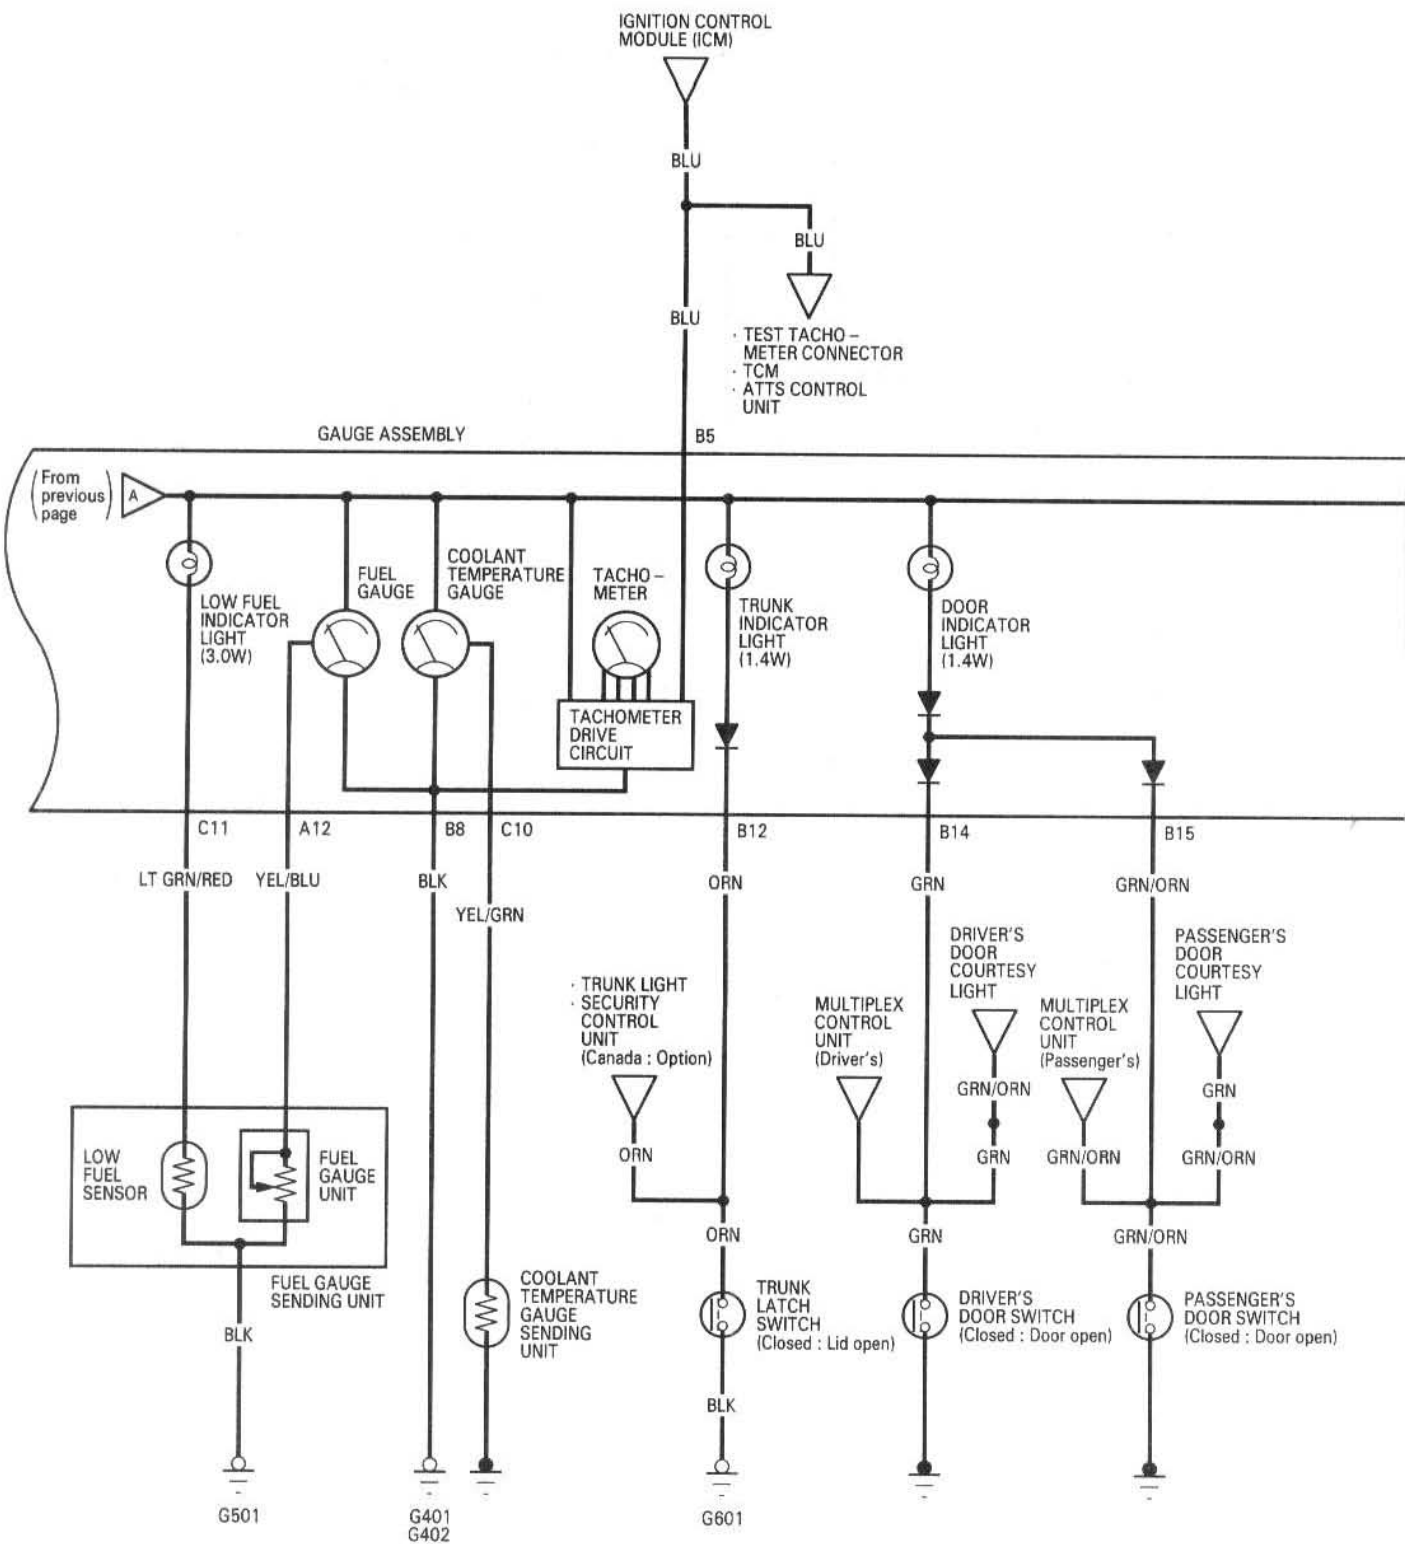 IGNITION CONTROL
MODULE (ICM)
BLU
BLU
BLU
· TEST TACHO –
METER CONNECTOR
· TCM
· ATTS CONTROL
UNIT
GAUGE ASSEMBLY
B5
(From
previous
page)
A
LOW FUEL
INDICATOR
LIGHT
(3.0W)
FUEL
GAUGE
COOLANT
TEMPERATURE
GAUGE
TACHO –
METER
TACHOMETER
DRIVE
CIRCUIT
TRUNK
INDICATOR
LIGHT
(1.4W)
DOOR
INDICATOR
LIGHT
(1.4W)
C11
A12
B8
C10
B12
B14
B15
LT GRN/RED
YEL/BLU
BLK
YEL/GRN
ORN
GRN
GRN/ORN
· TRUNK LIGHT
· SECURITY
CONTROL
UNIT
(Canada : Option)
MULTIPLEX
CONTROL
UNIT
(Driver's)
DRIVER'S
DOOR
COURTESY
LIGHT
MULTIPLEX
CONTROL
UNIT
(Passenger's)
PASSENGER'S
DOOR
COURTESY
LIGHT
GRN/ORN
GRN
ORN
GRN
GRN/ORN
GRN/ORN
LOW
FUEL
SENSOR
FUEL
GAUGE
UNIT
ORN
GRN
GRN/ORN
FUEL GAUGE
SENDING UNIT
COOLANT
TEMPERATURE
GAUGE
SENDING
UNIT
TRUNK
LATCH
SWITCH
(Closed : Lid open)
DRIVER'S
DOOR SWITCH
(Closed : Door open)
PASSENGER'S
DOOR SWITCH
(Closed : Door open)
BLK
BLK
G501
G401
G402
G601